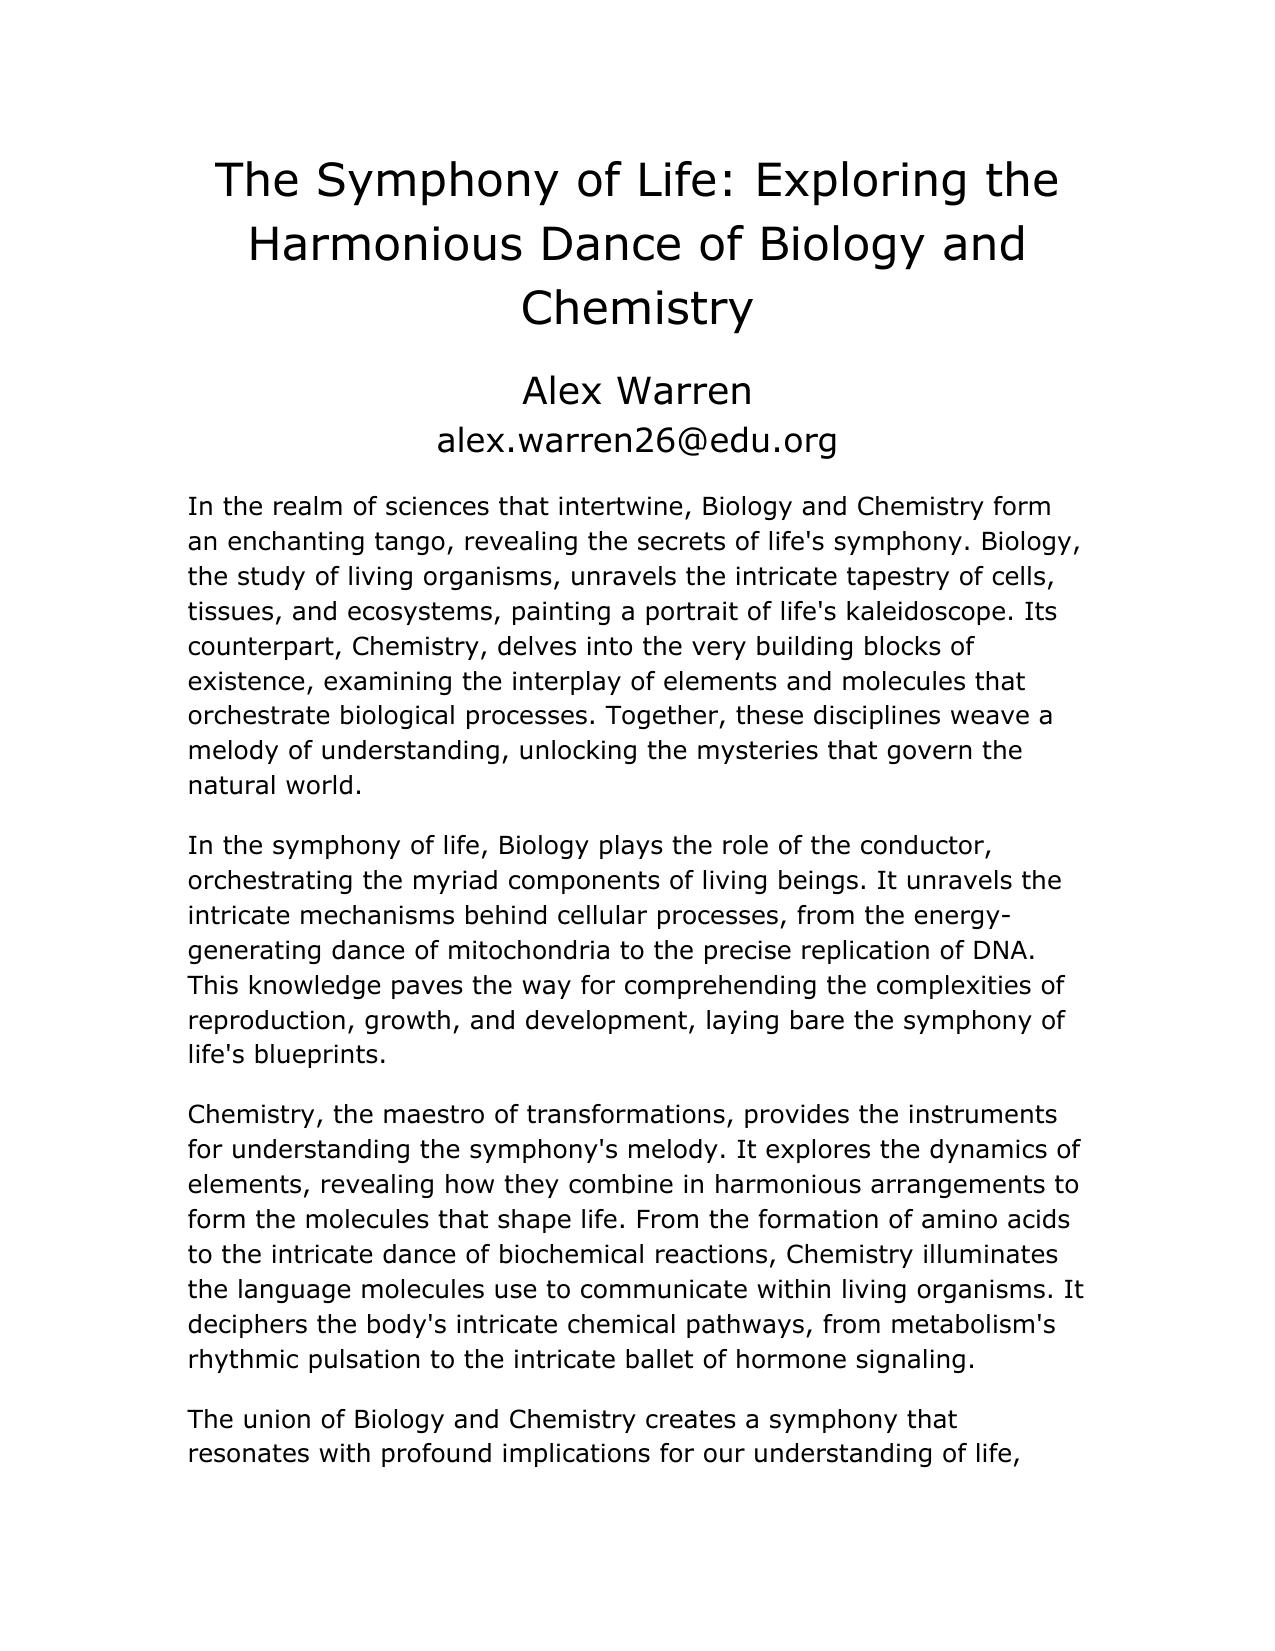 The Symphony of Life: Exploring the
Harmonious Dance of Biology and
Chemistry
Alex Warren
alex.warren26@edu.org
In the realm of sciences that intertwine, Biology and Chemistry form
an enchanting tango, revealing the secrets of life's symphony. Biology,
the study of living organisms, unravels the intricate tapestry of cells,
tissues, and ecosystems, painting a portrait of life's kaleidoscope. Its
counterpart, Chemistry, delves into the very building blocks of
existence, examining the interplay of elements and molecules that
orchestrate biological processes. Together, these disciplines weave a
melody of understanding, unlocking the mysteries that govern the
natural world.
In the symphony of life, Biology plays the role of the conductor,
orchestrating the myriad components of living beings. It unravels the
intricate mechanisms behind cellular processes, from the energy-
generating dance of mitochondria to the precise replication of DNA.
This knowledge paves the way for comprehending the complexities of
reproduction, growth, and development, laying bare the symphony of
life's blueprints.
Chemistry, the maestro of transformations, provides the instruments
for understanding the symphony's melody. It explores the dynamics of
elements, revealing how they combine in harmonious arrangements to
form the molecules that shape life. From the formation of amino acids
to the intricate dance of biochemical reactions, Chemistry illuminates
the language molecules use to communicate within living organisms. It
deciphers the body's intricate chemical pathways, from metabolism's
rhythmic pulsation to the intricate ballet of hormone signaling.
The union of Biology and Chemistry creates a symphony that
resonates with profound implications for our understanding of life,